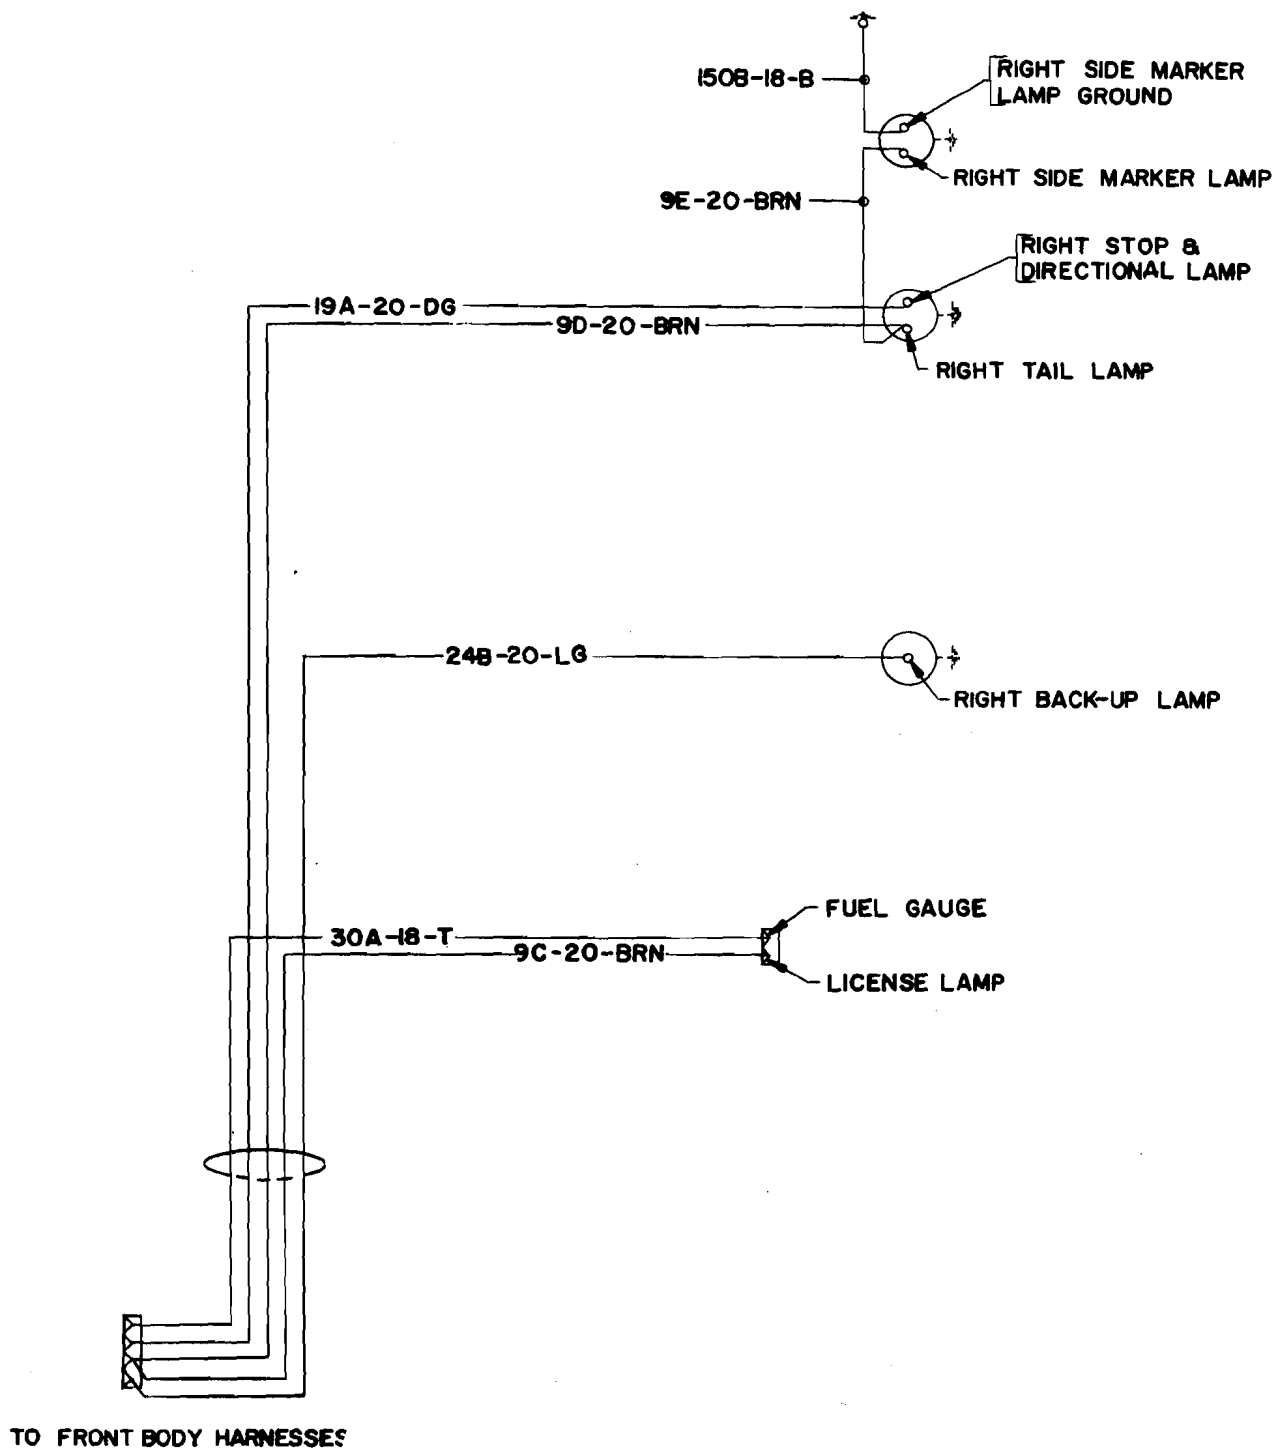 150B-18-B
RIGHT SIDE MARKER
LAMP GROUND
RIGHT SIDE MARKER LAMP
9E-20-BRN
RIGHT STOP &
DIRECTIONAL LAMP
19A-20-DG
9D-20-BRN
RIGHT TAIL LAMP
24B-20-LG
RIGHT BACK-UP LAMP
FUEL GAUGE
30A-18-T
9C-20-BRN
LICENSE LAMP
TO FRONT BODY HARNESSES